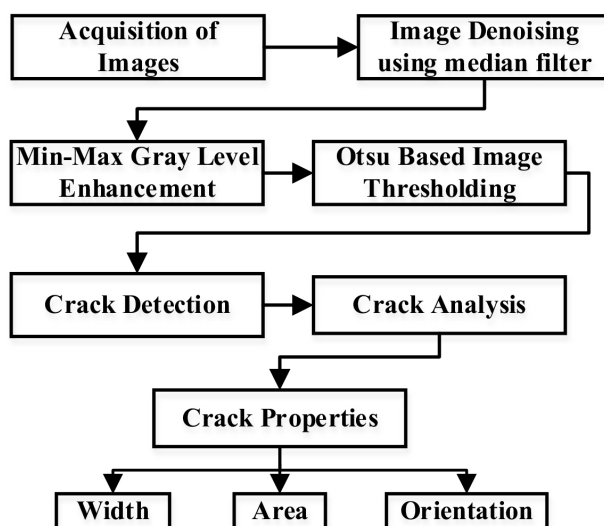 Acquisition of
Images
Image Denoising
using median filter
Min-Max Gray Level
Enhancement
Otsu Based Image
Thresholding
Crack Detection
Crack Analysis
Crack Properties
Width
Area
Orientation